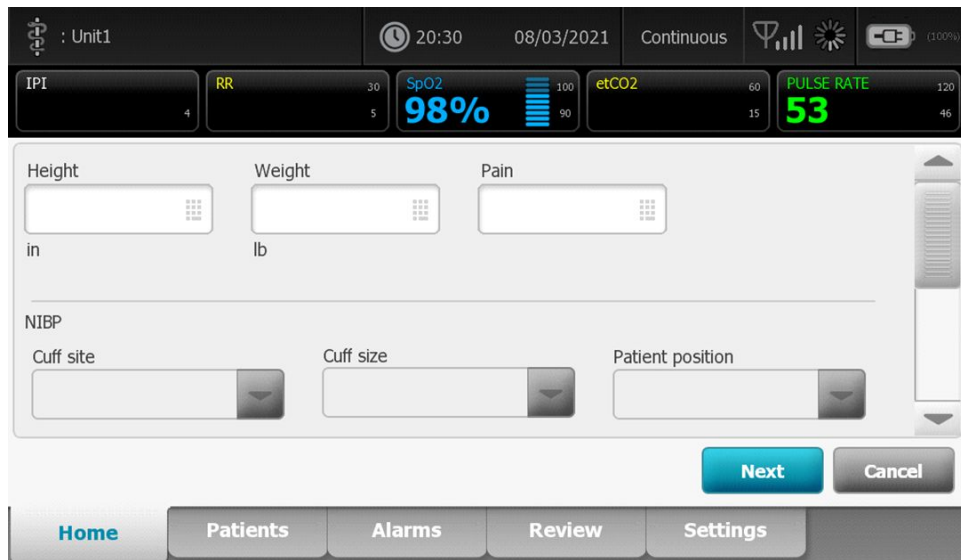 : Unit1 20:30 08/03/2021 Continuous (100%)
IPI RR 30 SpO2 100 etCO2 60 PULSE RATE 120
4 5 98% 90 15 53 46
Height Weight Pain
in lb
NIBP
Cuff site Cuff size Patient position
Next Cancel
Home Patients Alarms Review Settings